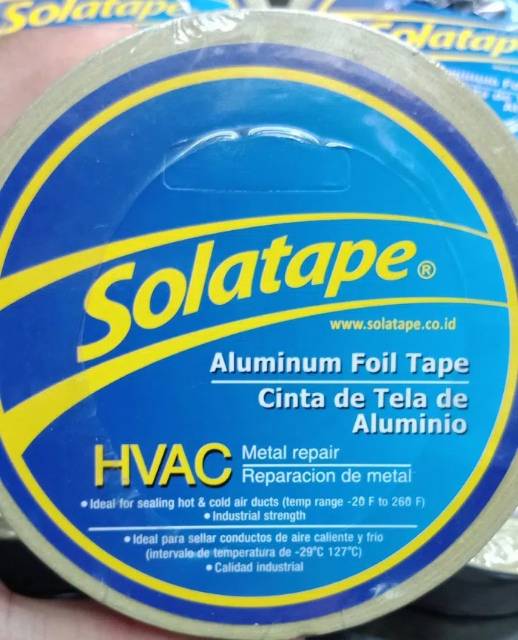 Solatape
Solatape
Solatape®
www.solatape.co.id
Aluminum Foil Tape
Cinta de Tela de
Aluminio
HVAC
Metal repair
Reparacion de metal
• Ideal for sealing hot & cold air ducts (temp range -20 F to 260 F)
• Industrial strength
• Ideal para sellar conductos de aire caliente y frio
(intervalo de temperatura de -29°C 127°C)
• Calidad industrial